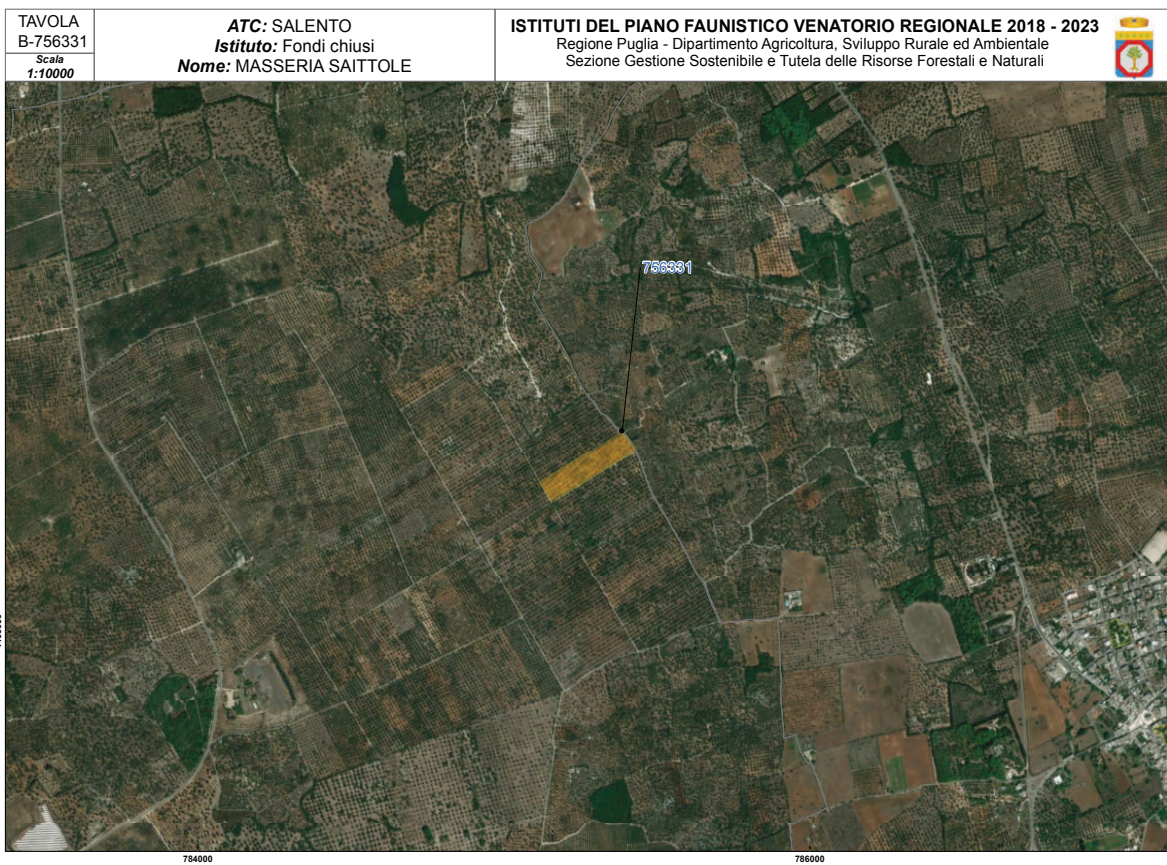 TAVOLA
B-756331
Scala
1:10000
ATC: SALENTO
Istituto: Fondi chiusi
Nome: MASSERIA SAITTOLE
ISTITUTI DEL PIANO FAUNISTICO VENATORIO REGIONALE 2018 - 2023
Regione Puglia - Dipartimento Agricoltura, Sviluppo Rurale ed Ambientale
Sezione Gestione Sostenibile e Tutela delle Risorse Forestali e Naturali
756331
784000
786000